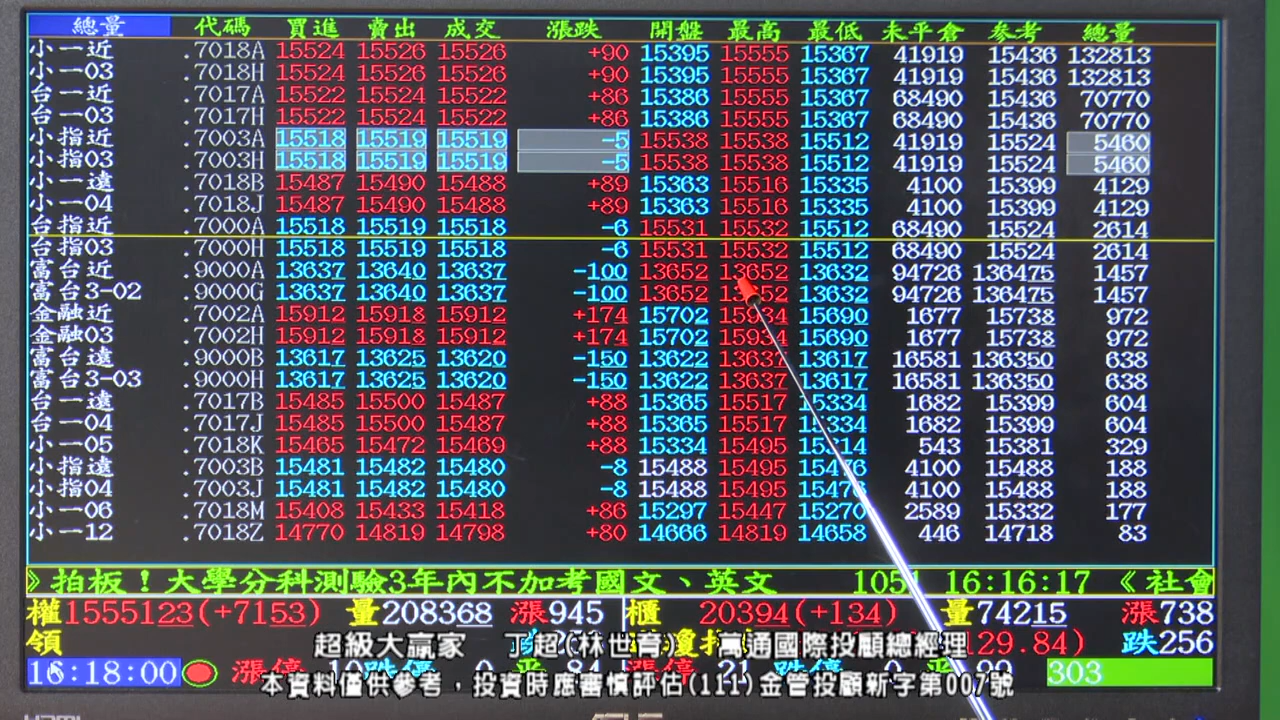 總量 代碼 買進 賣出 成交 漲跌 開盤 最高 最低 未平倉 參考 總量
小一近 .7018A 15524 15526 15526 +90 15395 15555 15367 41919 15436 132813
小一03 .7018H 15524 15526 15526 +90 15395 15555 15367 41919 15436 132813
台一近 .7017A 15522 15524 15522 +86 15386 15555 15367 68490 15436 70770
台一03 .7017H 15522 15524 15522 +86 15386 15555 15367 68490 15436 70770
小指近 .7003A 15518 15519 15519 -5 15538 15538 15512 41919 15524 5460
小指03 .7003H 15518 15519 15519 -5 15538 15538 15512 41919 15524 5460
小一遠 .7018B 15487 15490 15488 +89 15363 15516 15335 4100 15399 4129
小一04 .7018J 15487 15490 15488 +89 15363 15516 15335 4100 15399 4129
台指近 .7000A 15518 15519 15518 -6 15531 15532 15512 68490 15524 2614
台指03 .7000H 15518 15519 15518 -6 15531 15532 15512 68490 15524 2614
富台近 .9000A 13637 13640 13637 -100 13652 13652 13632 94726 136475 1457
富台3-02 .9000G 13637 13640 13637 -100 13652 13652 13632 94726 136475 1457
金融近 .7002A 15912 15918 15912 +174 15702 15934 15690 1677 15738 972
金融03 .7002H 15912 15918 15912 +174 15702 15934 15690 1677 15738 972
富台遠 .9000B 13617 13625 13620 -150 13622 13637 13617 16581 136350 638
富台3-03 .9000H 13617 13625 13620 -150 13622 13637 13617 16581 136350 638
台一遠 .7017B 15485 15500 15487 +88 15365 15517 15334 1682 15399 604
台一04 .7017J 15485 15500 15487 +88 15365 15517 15334 1682 15399 604
小一05 .7018K 15465 15472 15469 +88 15334 15495 15314 543 15381 329
小指遠 .7003B 15481 15482 15480 -8 15488 15495 15476 4100 15488 188
小指04 .7003J 15481 15482 15480 -8 15488 15495 15476 4100 15488 188
小一06 .7018M 15408 15433 15418 +86 15297 15447 15270 2589 15332 177
小一12 .7018Z 14770 14819 14798 +80 14666 14819 14658 446 14718 83
》拍板！大學分科測驗3年內不加考國文、英文 105 16:16:17 《社會
權1555123(+7153) 量208368 漲945 櫃 20394(+134) 量74215 漲738
領 129.84) 跌256
超級大贏家 丁超(林世育) 萬通國際投顧總經理
16:18:00 漲停 10 跌停 0 平 84 漲停 21 跌停 0 平 99 303
本資料僅供參考，投資時應審慎評估(111)金管投顧新字第007號